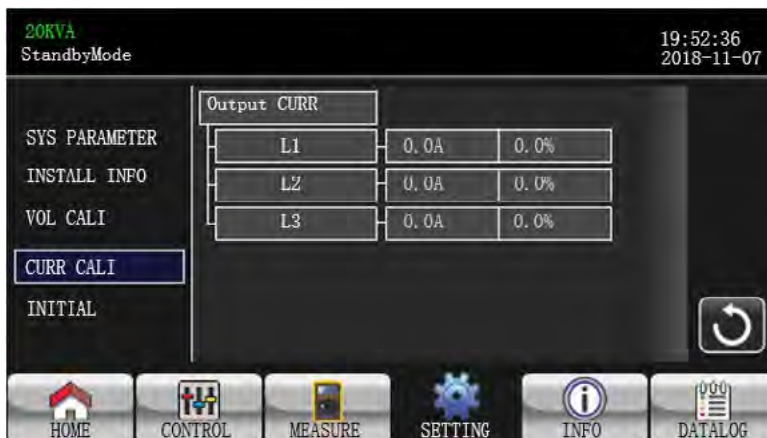 20KVA
StandbyMode
19:52:36
2018-11-07
SYS PARAMETER
INSTALL INFO
VOL CALI
CURR CALI
INITIAL
Output CURR
L1 0.0A 0.0%
L2 0.0A 0.0%
L3 0.0A 0.0%
HOME CONTROL MEASURE SETTING INFO DATALOG